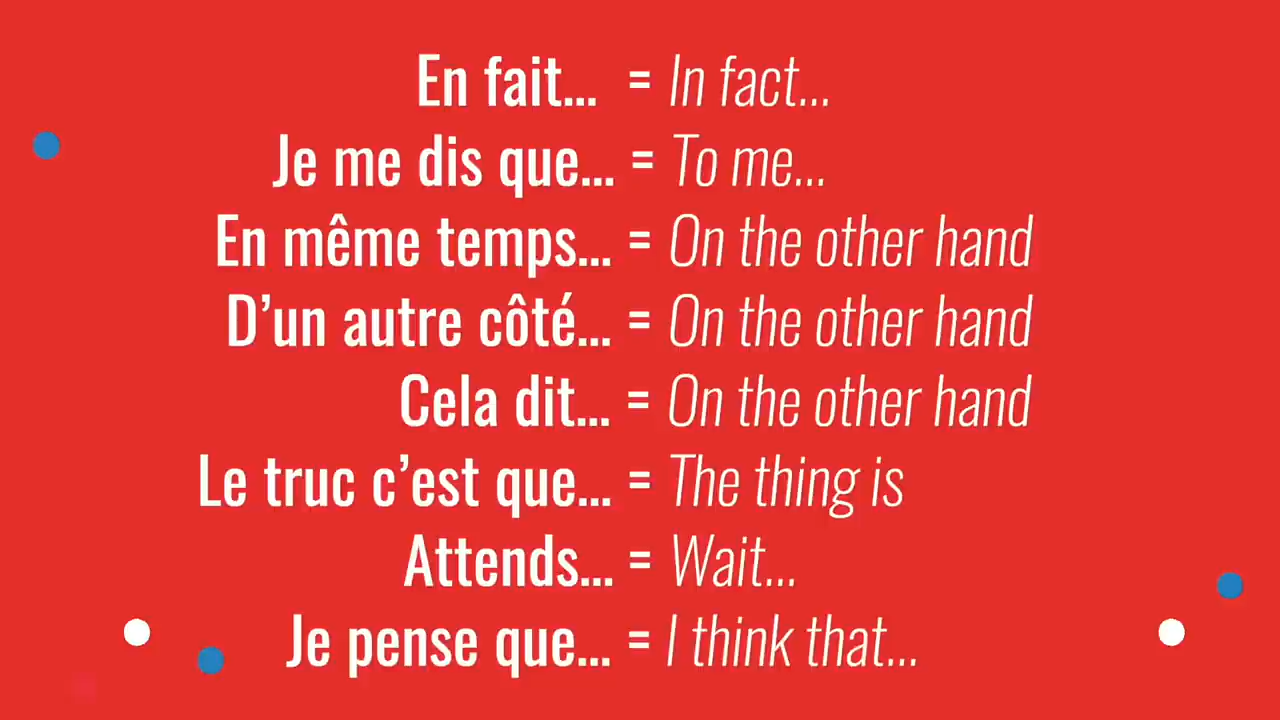 En fait... = In fact...
Je me dis que... = To me...
En même temps... = On the other hand
D’un autre côté... = On the other hand
Cela dit... = On the other hand
Le truc c’est que... = The thing is
Attends... = Wait...
Je pense que... = I think that...